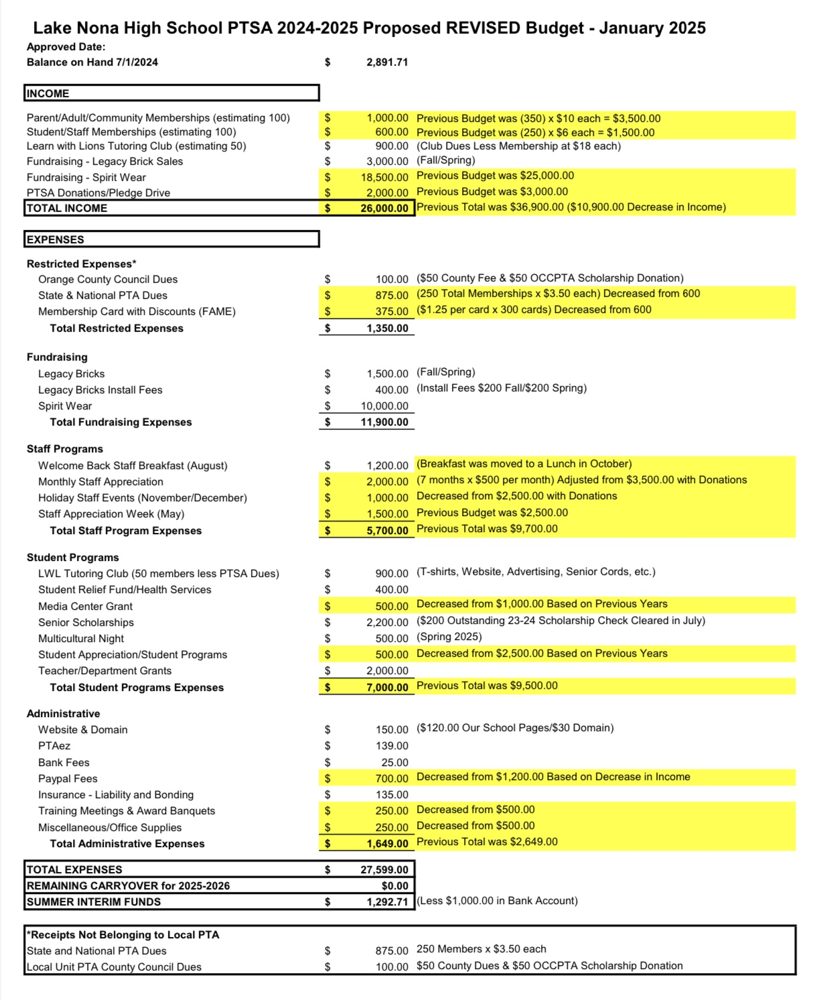 Lake Nona High School PTSA 2024-2025 Proposed REVISED Budget - January 2025
Approved Date:
Balance on Hand 7/1/2024 $ 2,891.71
INCOME
Parent/Adult/Community Memberships (estimating 100) $ 1,000.00 Previous Budget was (350) x $10 each = $3,500.00
Student/Staff Memberships (estimating 100) $ 600.00 Previous Budget was (250) x $6 each = $1,500.00
Learn with Lions Tutoring Club (estimating 50) $ 900.00 (Club Dues Less Membership at $18 each)
Fundraising - Legacy Brick Sales $ 3,000.00 (Fall/Spring)
Fundraising - Spirit Wear $ 18,500.00 Previous Budget was $25,000.00
PTSA Donations/Pledge Drive $ 2,000.00 Previous Budget was $3,000.00
TOTAL INCOME $ 26,000.00 Previous Total was $36,900.00 ($10,900.00 Decrease in Income)
EXPENSES
Restricted Expenses*
Orange County Council Dues $ 100.00 ($50 County Fee & $50 OCCPTA Scholarship Donation)
State & National PTA Dues $ 875.00 (250 Total Memberships x $3.50 each) Decreased from 600
Membership Card with Discounts (FAME) $ 375.00 ($1.25 per card x 300 cards) Decreased from 600
Total Restricted Expenses $ 1,350.00
Fundraising
Legacy Bricks $ 1,500.00 (Fall/Spring)
Legacy Bricks Install Fees $ 400.00 (Install Fees $200 Fall/$200 Spring)
Spirit Wear $ 10,000.00
Total Fundraising Expenses $ 11,900.00
Staff Programs
Welcome Back Staff Breakfast (August) $ 1,200.00 (Breakfast was moved to a Lunch in October)
Monthly Staff Appreciation $ 2,000.00 (7 months x $500 per month) Adjusted from $3,500.00 with Donations
Holiday Staff Events (November/December) $ 1,000.00 Decreased from $2,500.00 with Donations
Staff Appreciation Week (May) $ 1,500.00 Previous Budget was $2,500.00
Total Staff Program Expenses $ 5,700.00 Previous Total was $9,700.00
Student Programs
LWL Tutoring Club (50 members less PTSA Dues) $ 900.00 (T-shirts, Website, Advertising, Senior Cords, etc.)
Student Relief Fund/Health Services $ 400.00
Media Center Grant $ 500.00 Decreased from $1,000.00 Based on Previous Years
Senior Scholarships $ 2,200.00 ($200 Outstanding 23-24 Scholarship Check Cleared in July)
Multicultural Night $ 500.00 (Spring 2025)
Student Appreciation/Student Programs $ 500.00 Decreased from $2,500.00 Based on Previous Years
Teacher/Department Grants $ 2,000.00
Total Student Programs Expenses $ 7,000.00 Previous Total was $9,500.00
Administrative
Website & Domain $ 150.00 ($120.00 Our School Pages/$30 Domain)
PTAez $ 139.00
Bank Fees $ 25.00
Paypal Fees $ 700.00 Decreased from $1,200.00 Based on Decrease in Income
Insurance - Liability and Bonding $ 135.00
Training Meetings & Award Banquets $ 250.00 Decreased from $500.00
Miscellaneous/Office Supplies $ 250.00 Decreased from $500.00
Total Administrative Expenses $ 1,649.00 Previous Total was $2,649.00
TOTAL EXPENSES $ 27,599.00
REMAINING CARRYOVER for 2025-2026 $0.00
SUMMER INTERIM FUNDS $ 1,292.71 (Less $1,000.00 in Bank Account)
*Receipts Not Belonging to Local PTA
State and National PTA Dues $ 875.00 250 Members x $3.50 each
Local Unit PTA County Council Dues $ 100.00 $50 County Dues & $50 OCCPTA Scholarship Donation